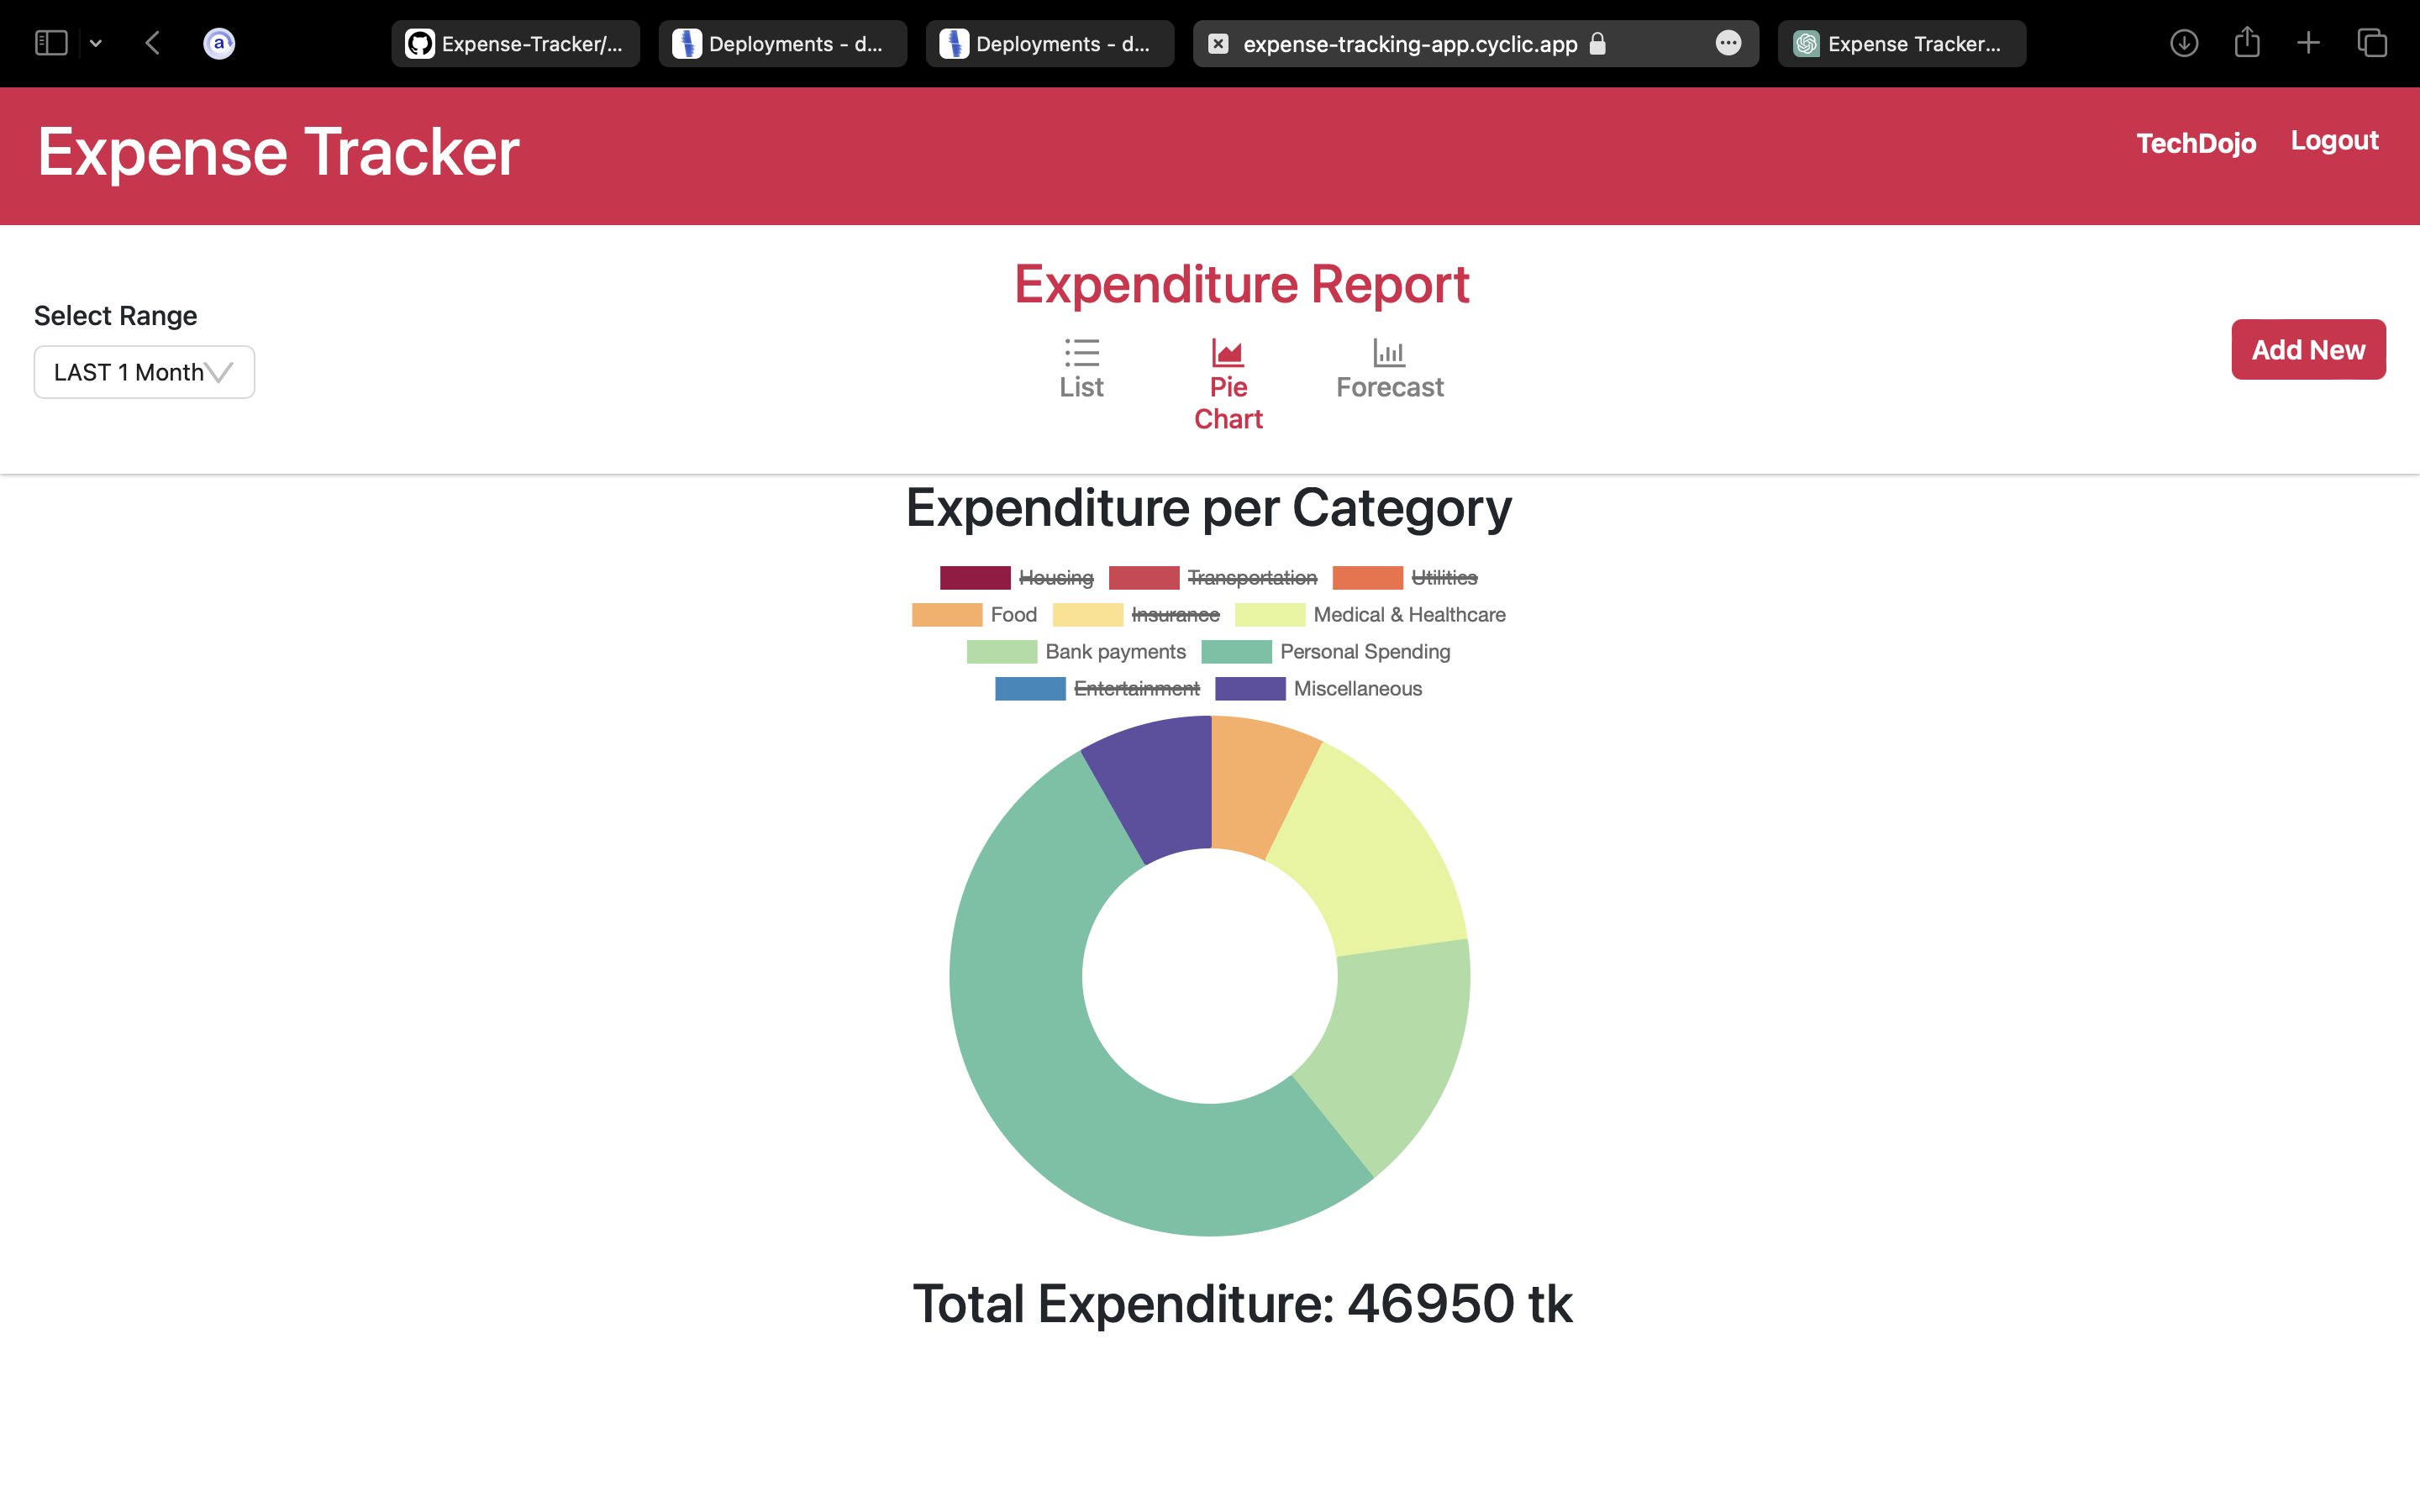 Expense-Tracker/...
Deployments - d...
Deployments - d...
expense-tracking-app.cyclic.app
Expense Tracker...
Expense Tracker
TechDojo
Logout
Expenditure Report
Select Range
LAST 1 Month
List
Pie
Chart
Forecast
Add New
Expenditure per Category
Housing Transportation Utilities
Food Insurance Medical & Healthcare
Bank payments Personal Spending
Entertainment Miscellaneous
Total Expenditure: 46950 tk